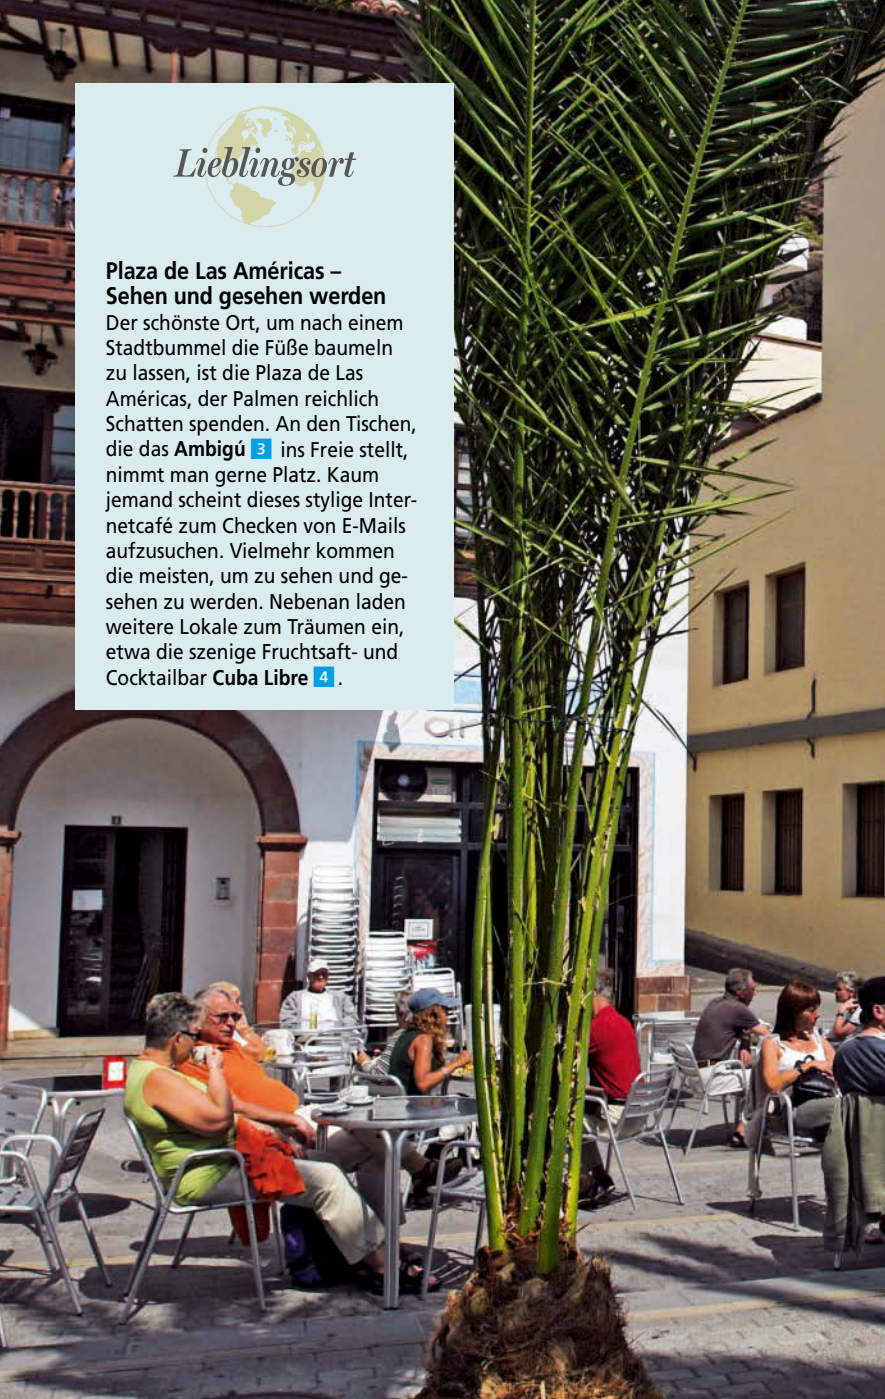 Lieblingsort
Plaza de Las Américas –
Sehen und gesehen werden
Der schönste Ort, um nach einem
Stadtbummel die Füße baumeln
zu lassen, ist die Plaza de Las
Américas, der Palmen reichlich
Schatten spenden. An den Tischen,
die das Ambigú 3 ins Freie stellt,
nimmt man gerne Platz. Kaum
jemand scheint dieses stylige Inter-
netcafé zum Checken von E-Mails
aufzusuchen. Vielmehr kommen
die meisten, um zu sehen und ge-
sehen zu werden. Nebenan laden
weitere Lokale zum Träumen ein,
etwa die szenige Fruchtsaft- und
Cocktailbar Cuba Libre 4 .